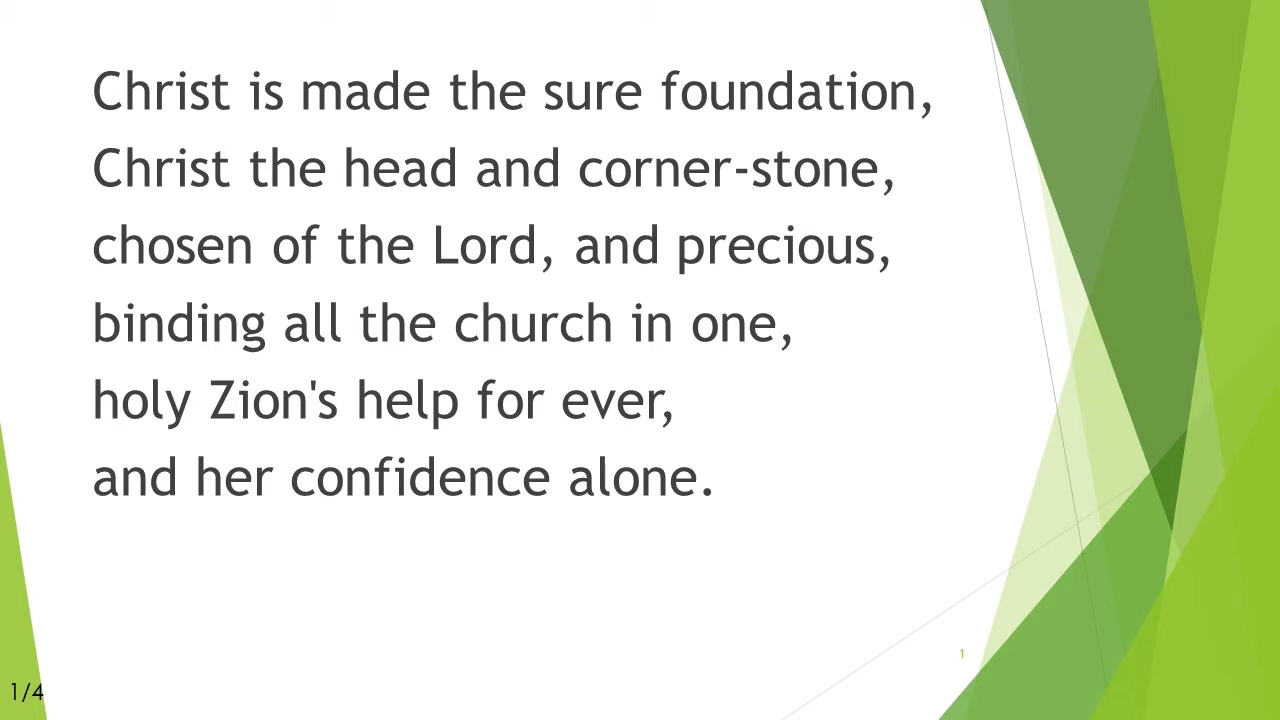 Christ is made the sure foundation,
Christ the head and corner-stone,
chosen of the Lord, and precious,
binding all the church in one,
holy Zion's help for ever,
and her confidence alone.
1
1/4